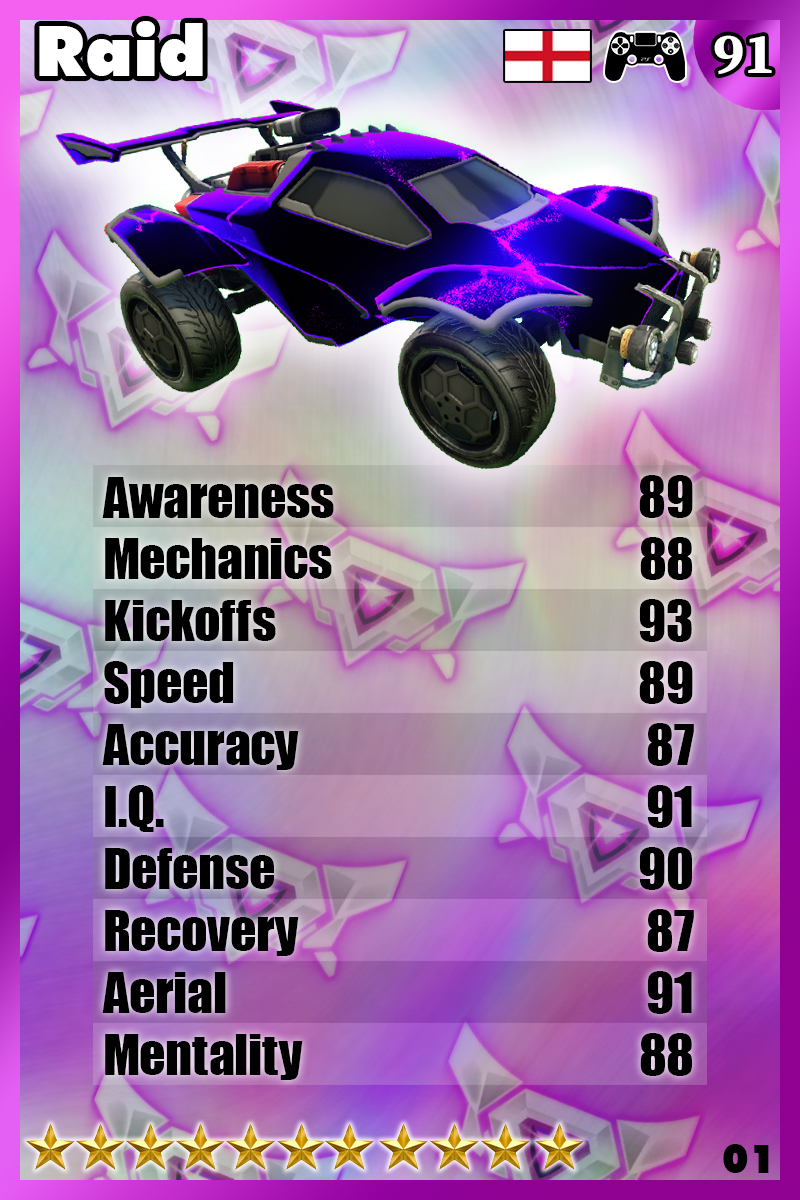 Raid 91
Awareness 89
Mechanics 88
Kickoffs 93
Speed 89
Accuracy 87
I.Q. 91
Defense 90
Recovery 87
Aerial 91
Mentality 88
01